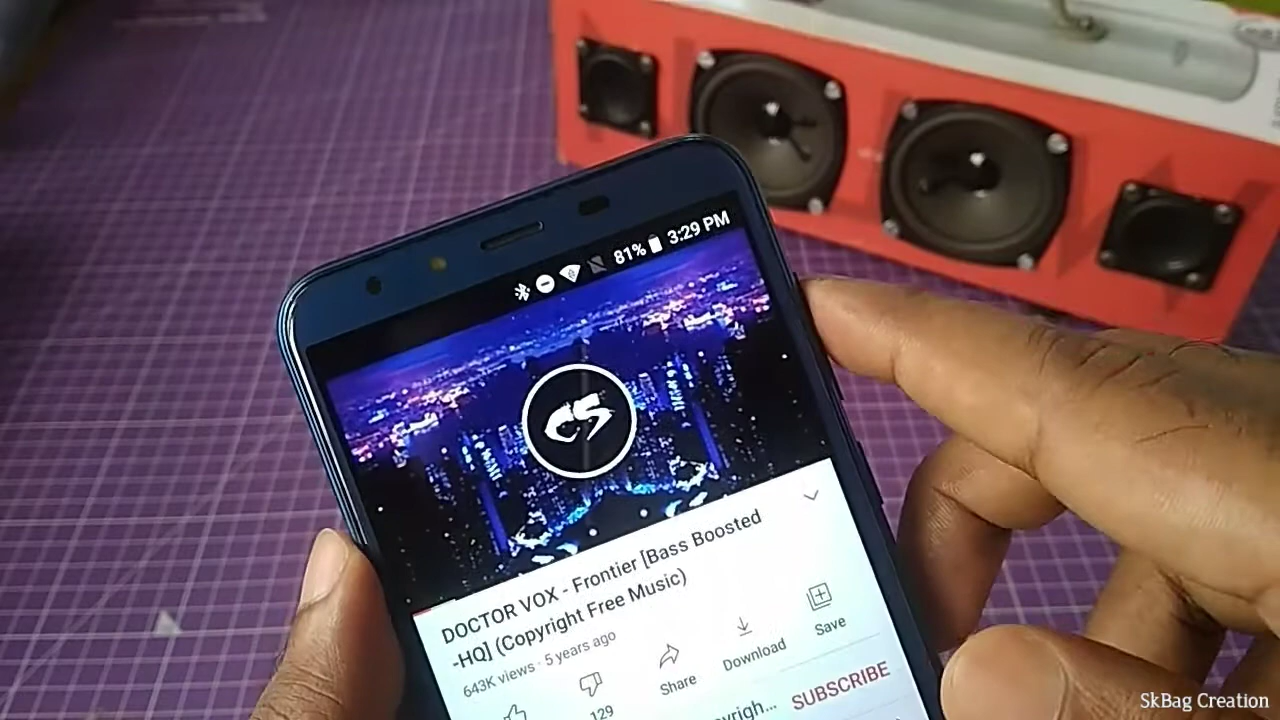 81% 3:29 PM
CS
DOCTOR VOX - Frontier [Bass Boosted
-HQ] (Copyright Free Music)
643K views · 5 years ago
129
Share
Download
Save
SUBSCRIBE
SkBag Creation